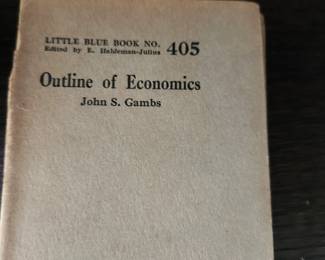 LITTLE BLUE BOOK NO. 405
Edited by E. Haldeman-Julius
Outline of Economics
John S. Gambs